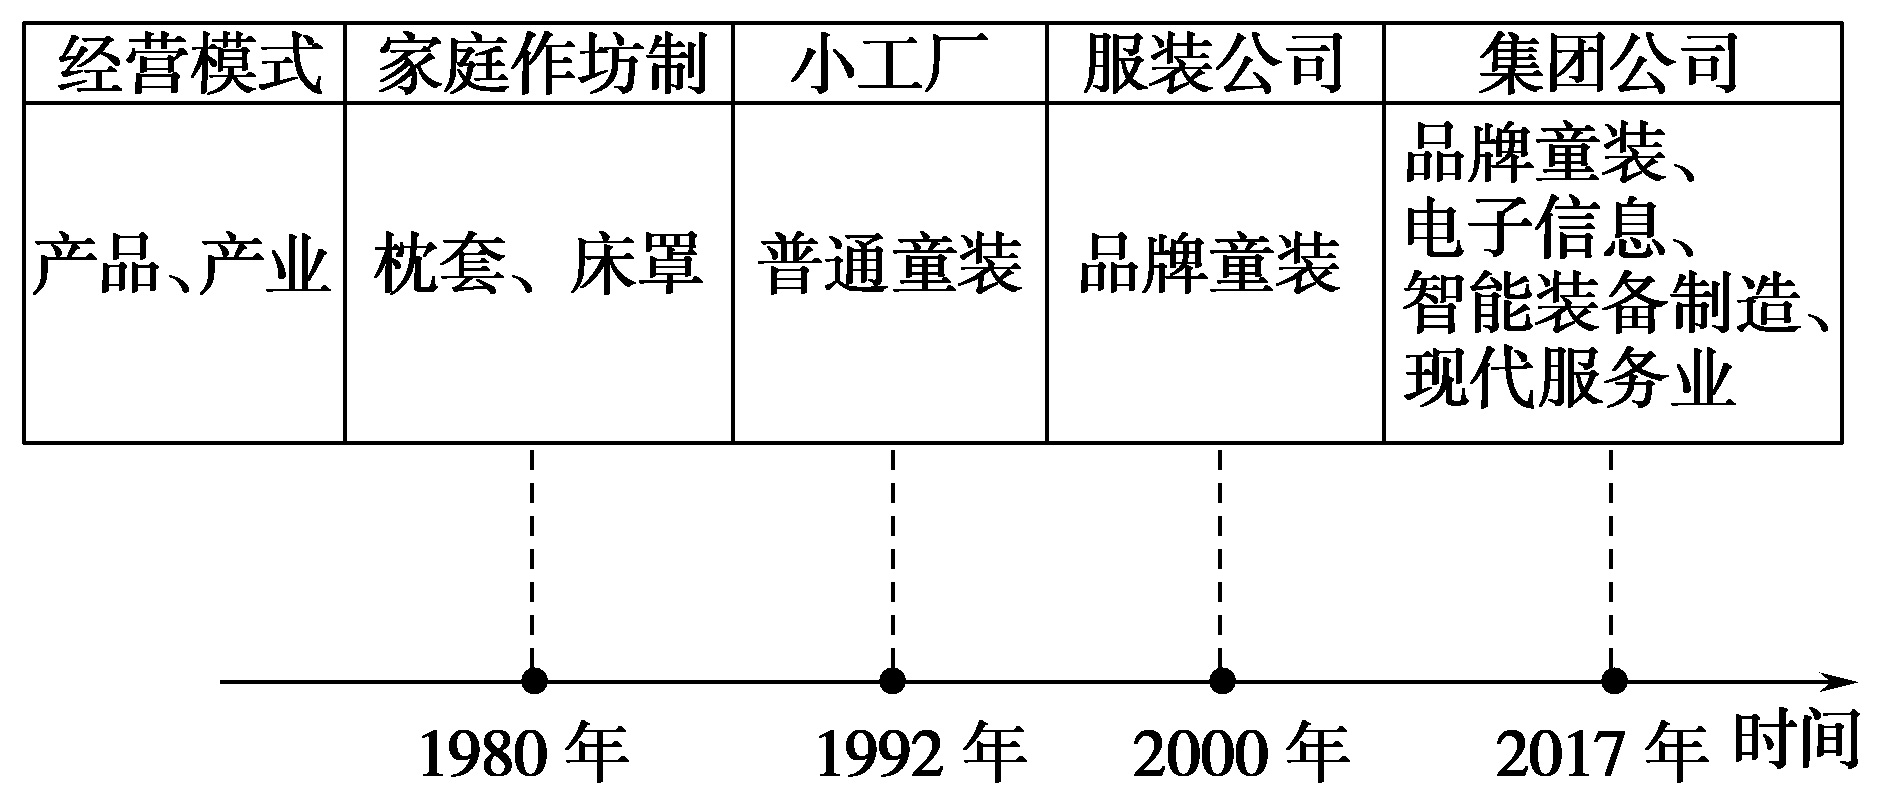 经营模式 家庭作坊制 小工厂 服装公司 集团公司
产品、产业 枕套、床罩 普通童装 品牌童装 品牌童装、
电子信息、
智能装备制造、
现代服务业
1980年 1992年 2000年 2017年 时间